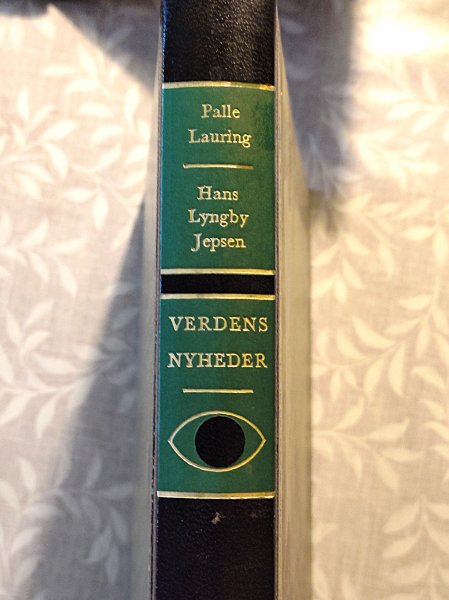 Palle
Lauring
Hans
Lyngby
Jepsen
VERDENS
NYHEDER